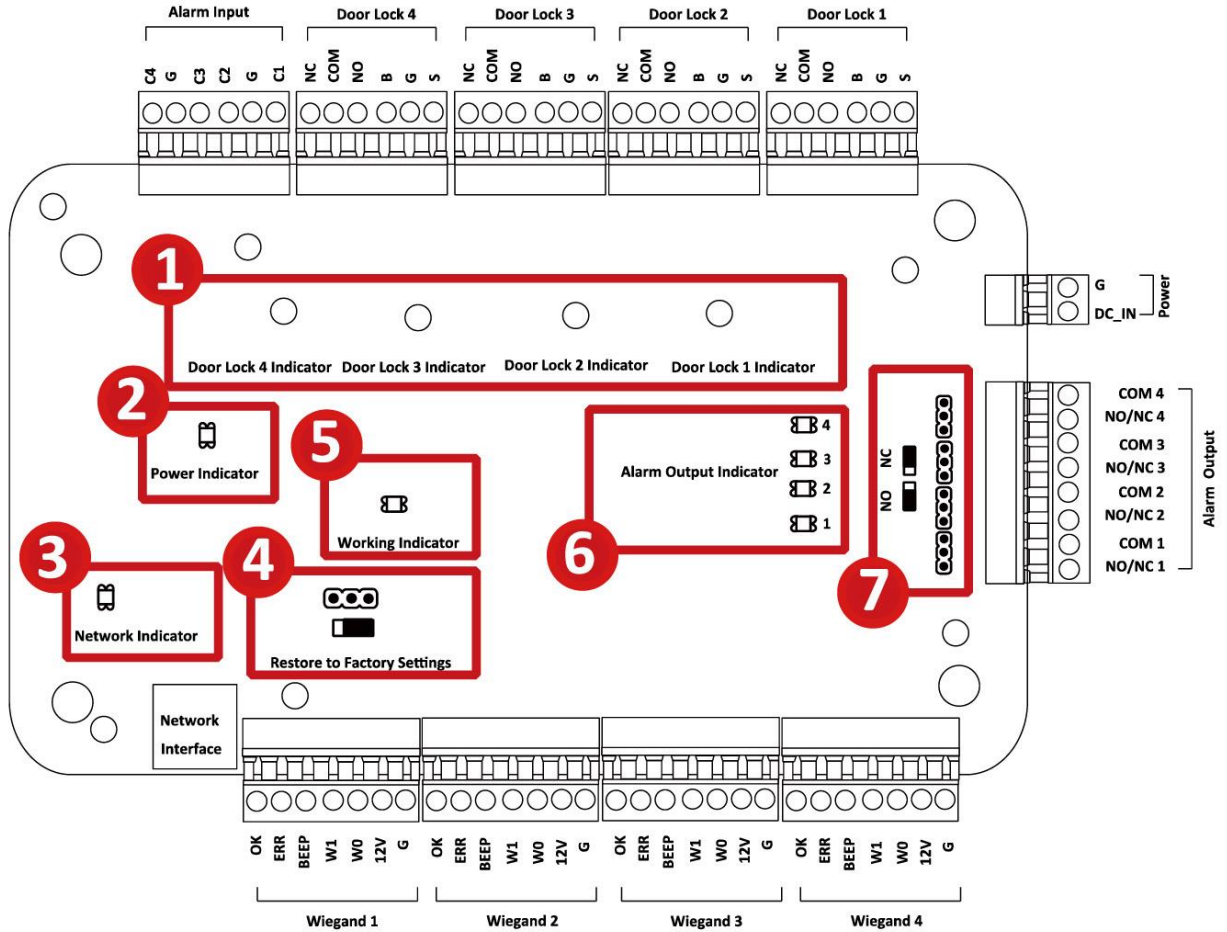 Alarm Input
Door Lock 4
Door Lock 3
Door Lock 2
Door Lock 1
C4 G C3 C2 G C1
NC COM NO B G S
NC COM NO B G S
NC COM NO B G S
NC COM NO B G S
1
Door Lock 4 Indicator
Door Lock 3 Indicator
Door Lock 2 Indicator
Door Lock 1 Indicator
G
DC_IN
Power
2
Power Indicator
5
Working Indicator
Alarm Output Indicator
4
3
2
1
6
NC
NO
7
COM 4
NO/NC 4
COM 3
NO/NC 3
COM 2
NO/NC 2
COM 1
NO/NC 1
Alarm Output
3
Network Indicator
4
Restore to Factory Settings
Network
Interface
OK ERR BEEP W1 W0 12V G
OK ERR BEEP W1 W0 12V G
OK ERR BEEP W1 W0 12V G
OK ERR BEEP W1 W0 12V G
Wiegand 1
Wiegand 2
Wiegand 3
Wiegand 4